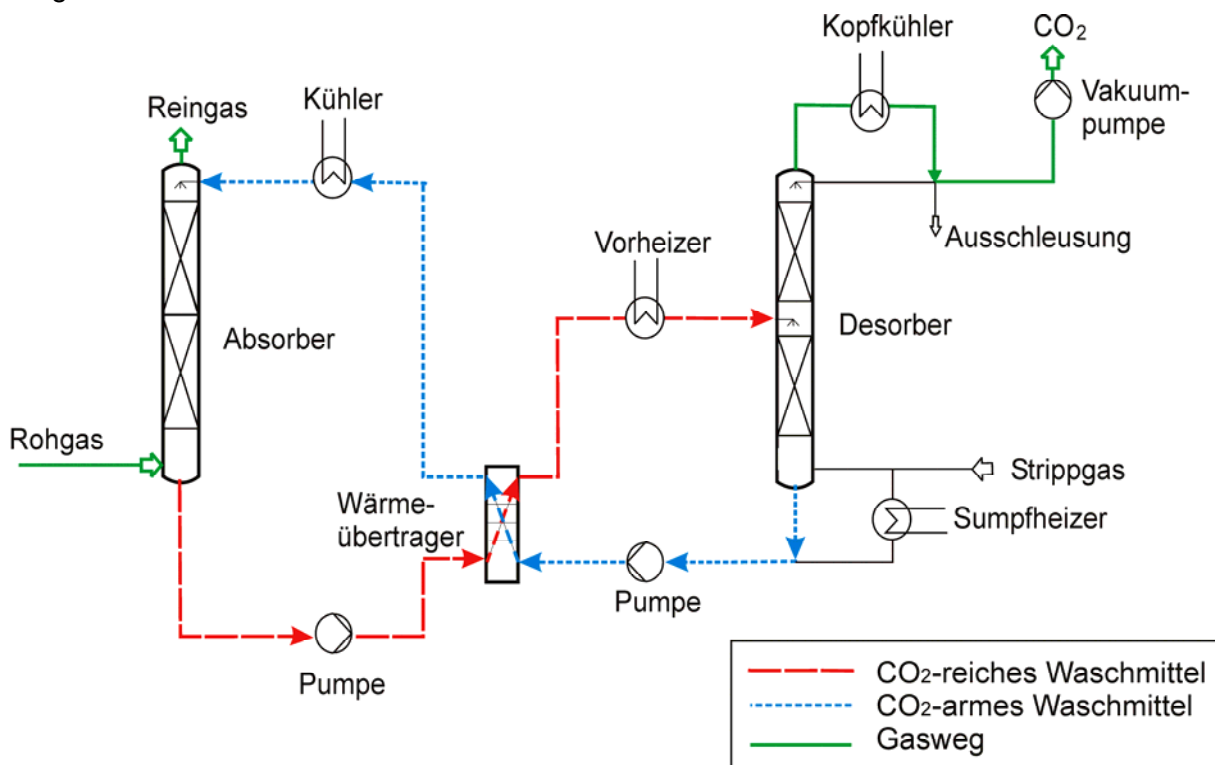 Kopfkühler
CO₂
Kühler
Vakuum-
pumpe
Reingas
Vorheizer
Ausschleusung
Absorber
Desorber
Rohgas
Strippgas
Wärme-
übertrager
Sumpfheizer
Pumpe
Pumpe
CO₂-reiches Waschmittel
CO₂-armes Waschmittel
Gasweg